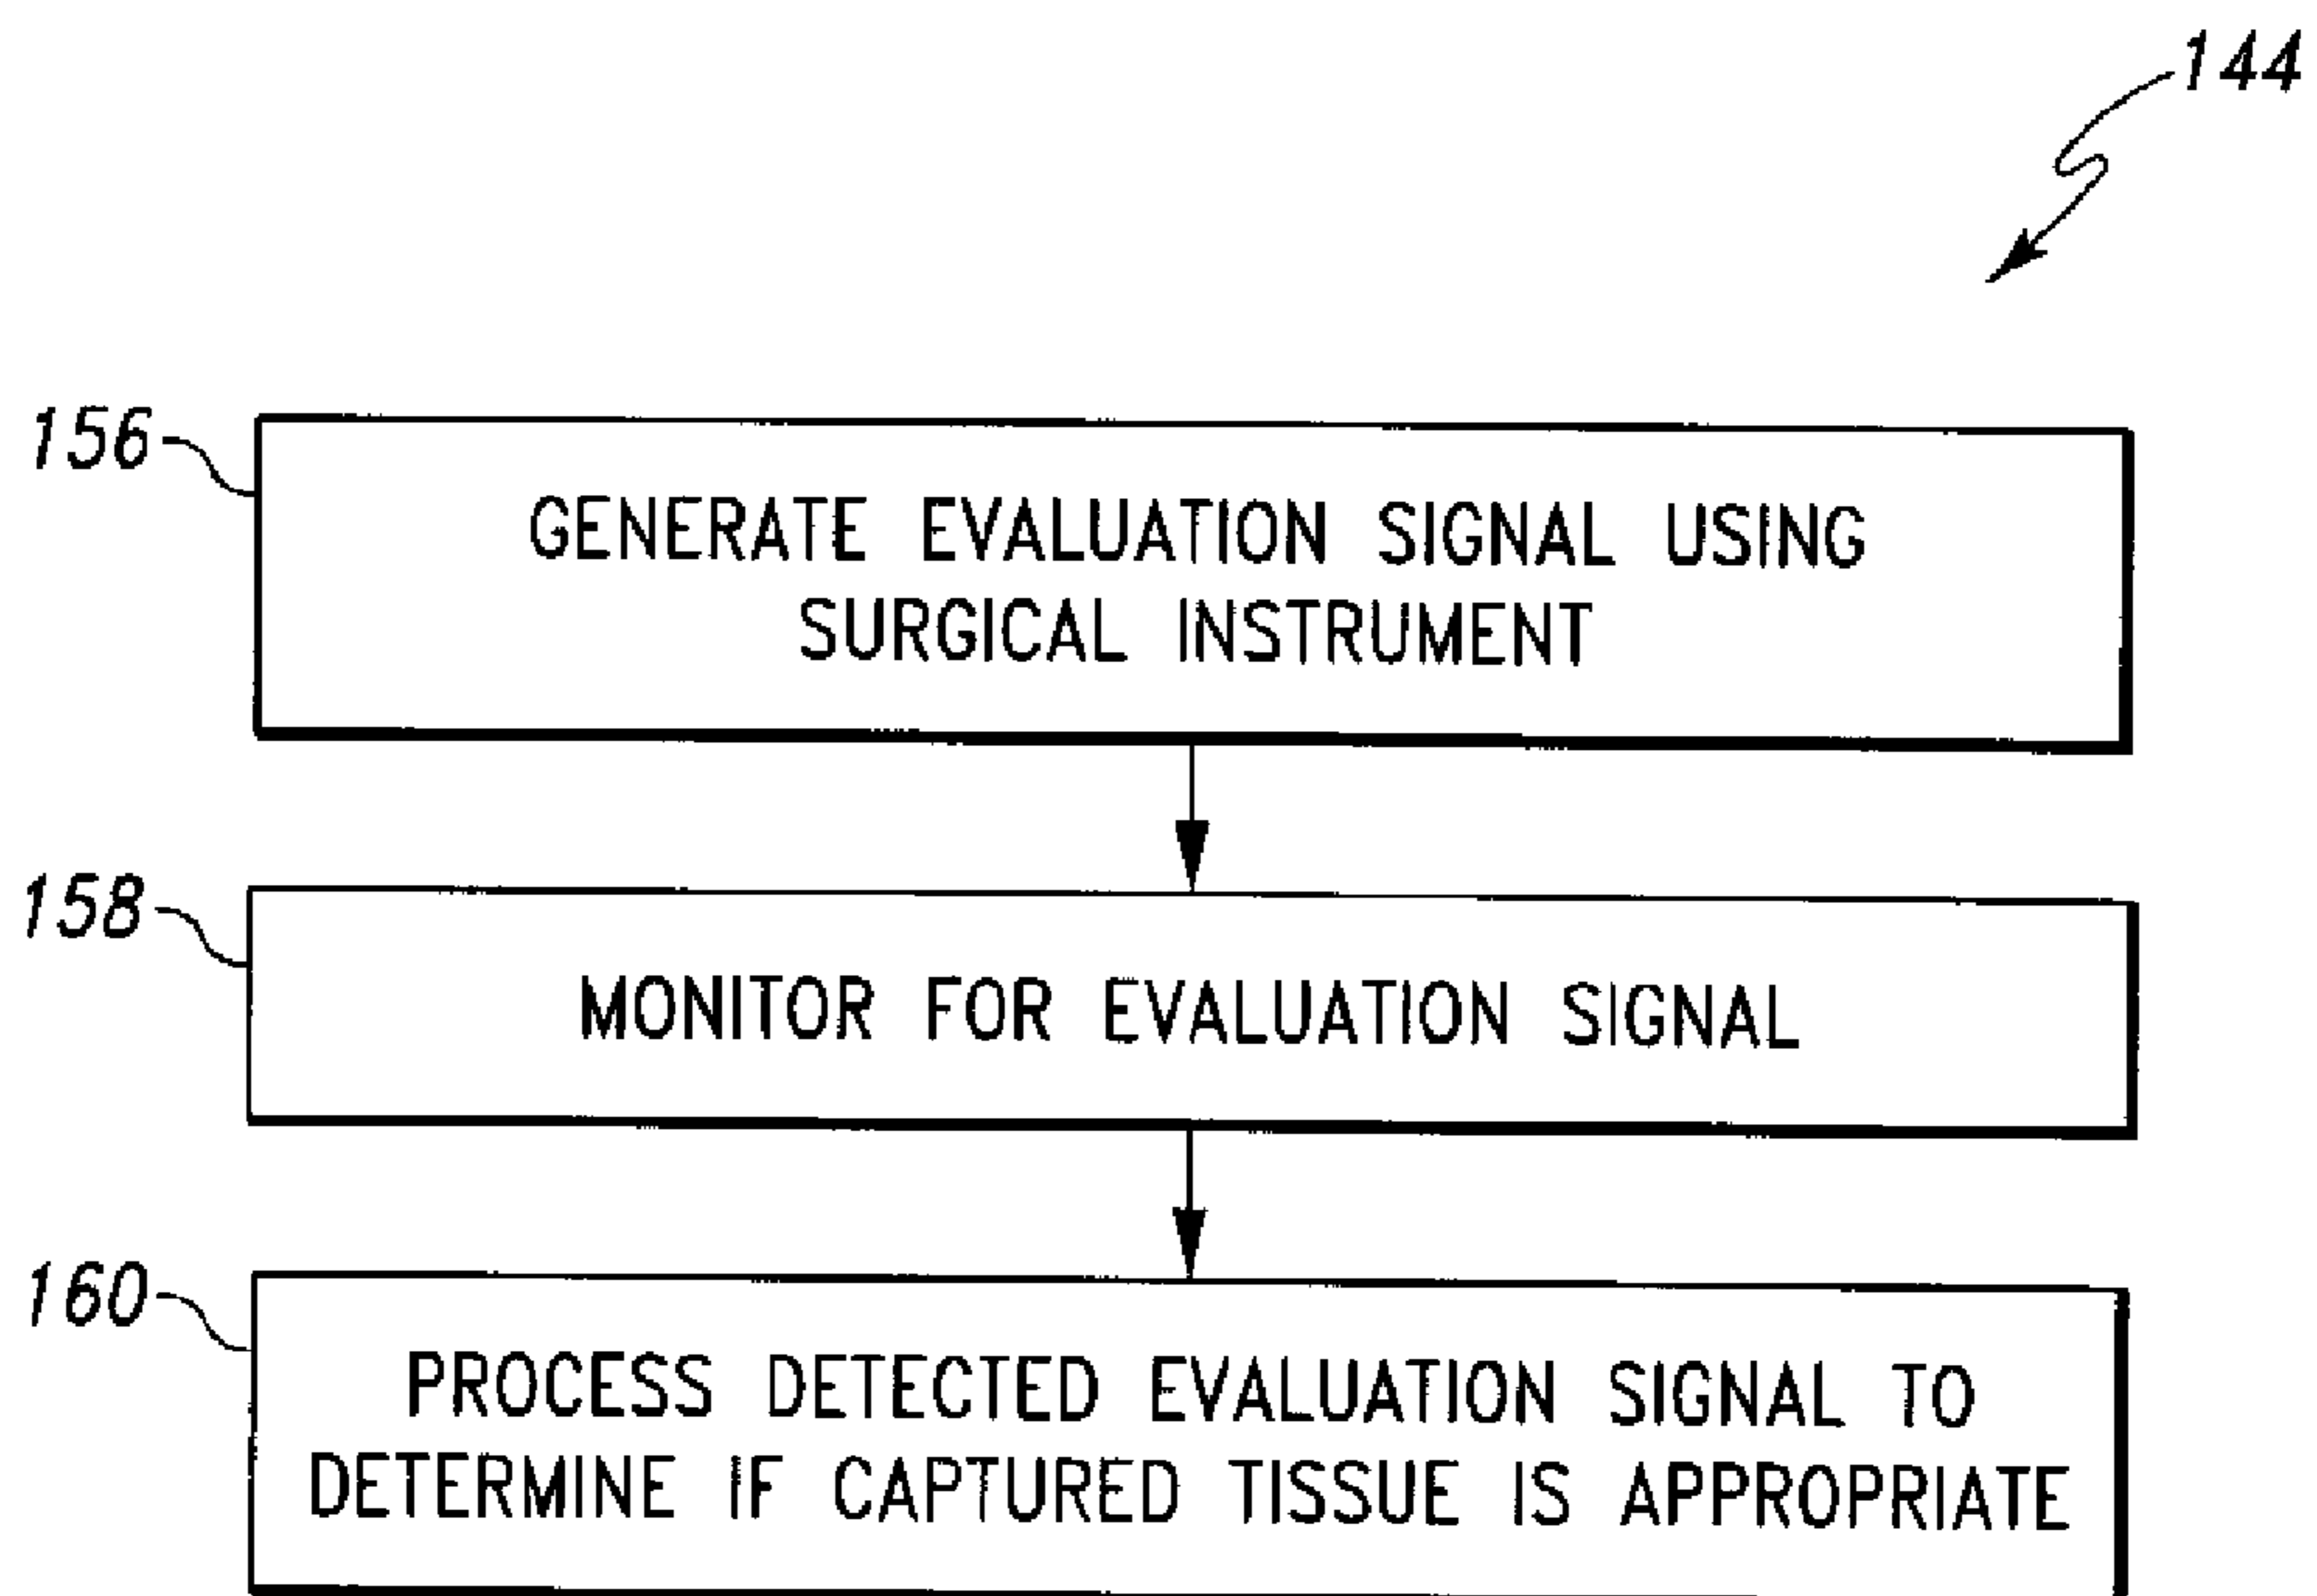 144
156
GENERATE EVALUATION SIGNAL USING
SURGICAL INSTRUMENT
158
MONITOR FOR EVALUATION SIGNAL
160
PROCESS DETECTED EVALUATION SIGNAL TO
DETERMINE IF CAPTURED TISSUE IS APPROPRIATE